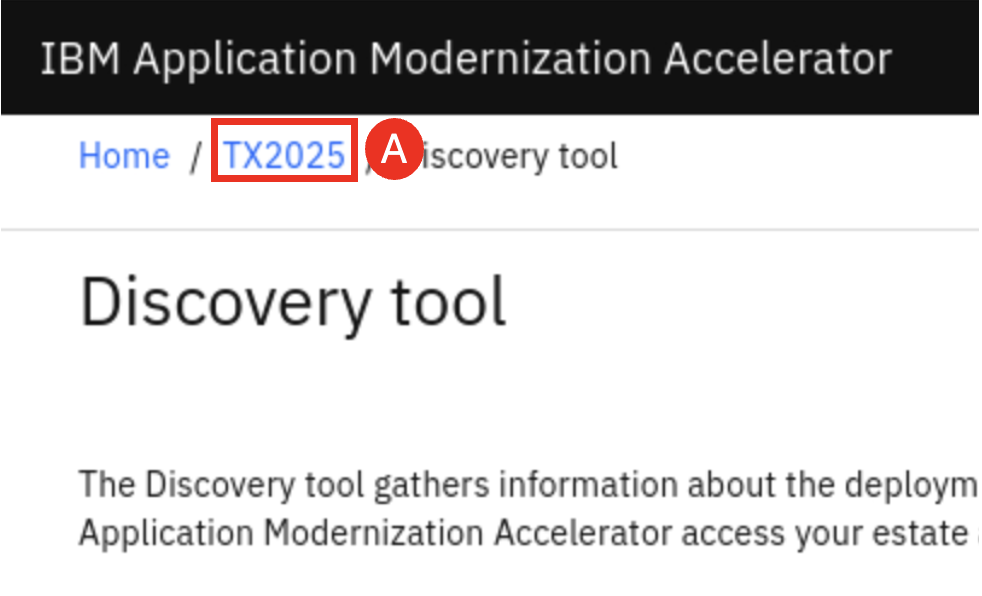 IBM Application Modernization Accelerator
Home / TX2025 / A iscovery tool
Discovery tool
The Discovery tool gathers information about the deploym
Application Modernization Accelerator access your estate